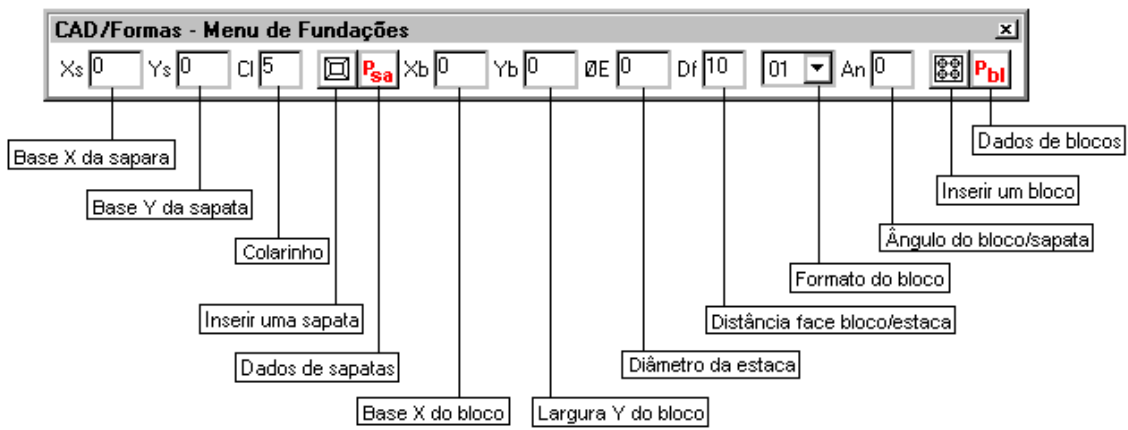 CAD/Formas - Menu de Fundações x
Xs 0 Ys 0 Cl 5 Psa Xb 0 Yb 0 ØE 0 Df 10 01 An 0 Pbl
Dados de blocos
Base X da sapara
Inserir um bloco
Base Y da sapata
Ângulo do bloco/sapata
Colarinho
Formato do bloco
Inserir uma sapata
Distância face bloco/estaca
Dados de sapatas
Diâmetro da estaca
Base X do bloco
Largura Y do bloco